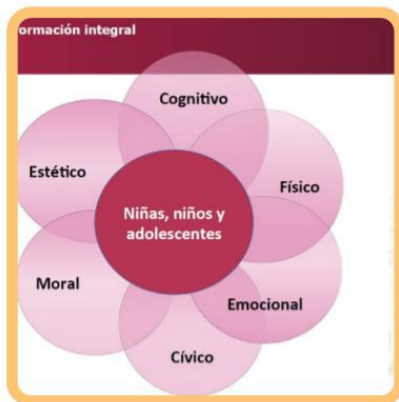 ormación integral
Cognitivo
Estético
Físico
Niñas, niños y
adolescentes
Moral
Emocional
Cívico